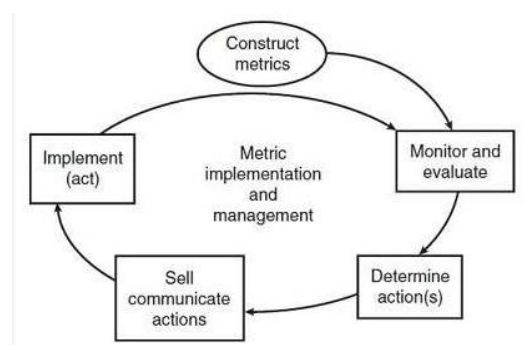 Construct
metrics
Implement
(act)
Metric
implementation
and
management
Monitor and
evaluate
Sell
communicate
actions
Determine
action(s)